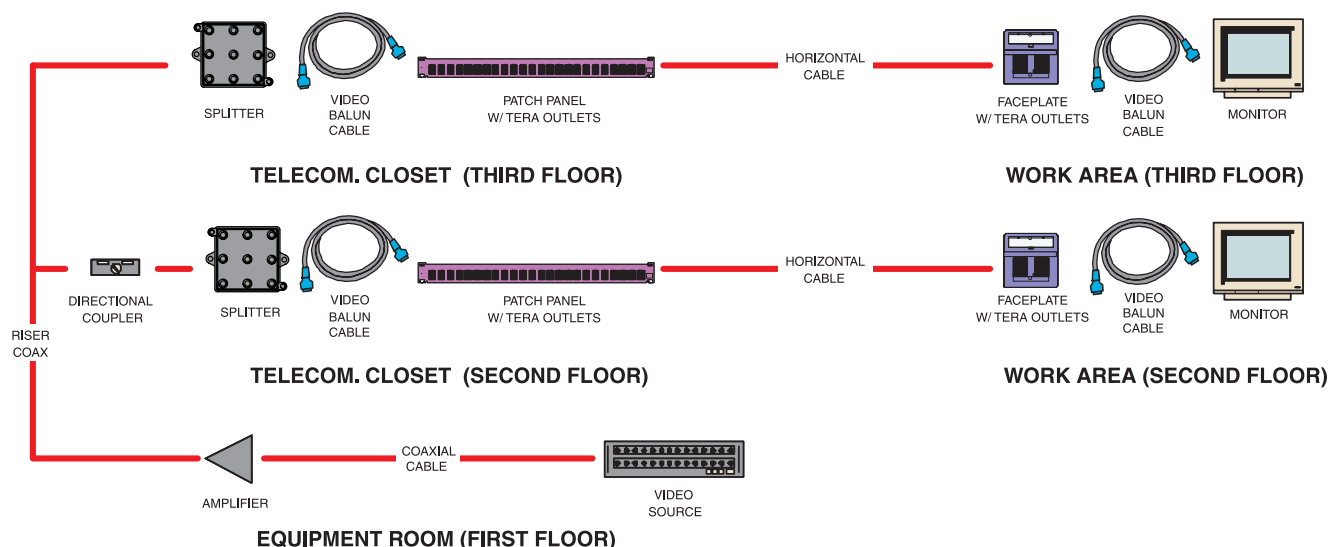 SPLITTER
VIDEO
BALUN
CABLE
PATCH PANEL
W/ TERA OUTLETS
HORIZONTAL
CABLE
FACEPLATE
W/ TERA OUTLETS
VIDEO
BALUN
CABLE
MONITOR
TELECOM. CLOSET (THIRD FLOOR)
WORK AREA (THIRD FLOOR)
RISER
COAX
DIRECTIONAL
COUPLER
SPLITTER
VIDEO
BALUN
CABLE
PATCH PANEL
W/ TERA OUTLETS
HORIZONTAL
CABLE
FACEPLATE
W/ TERA OUTLETS
VIDEO
BALUN
CABLE
MONITOR
TELECOM. CLOSET (SECOND FLOOR)
WORK AREA (SECOND FLOOR)
AMPLIFIER
COAXIAL
CABLE
VIDEO
SOURCE
EQUIPMENT ROOM (FIRST FLOOR)